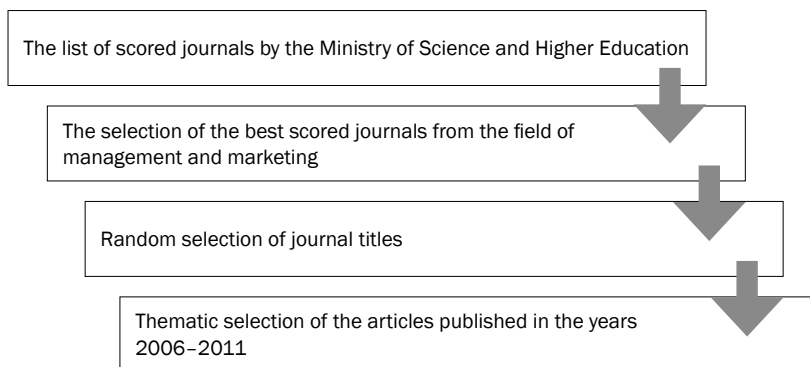 The list of scored journals by the Ministry of Science and Higher Education
The selection of the best scored journals from the field of
management and marketing
Random selection of journal titles
Thematic selection of the articles published in the years
2006–2011